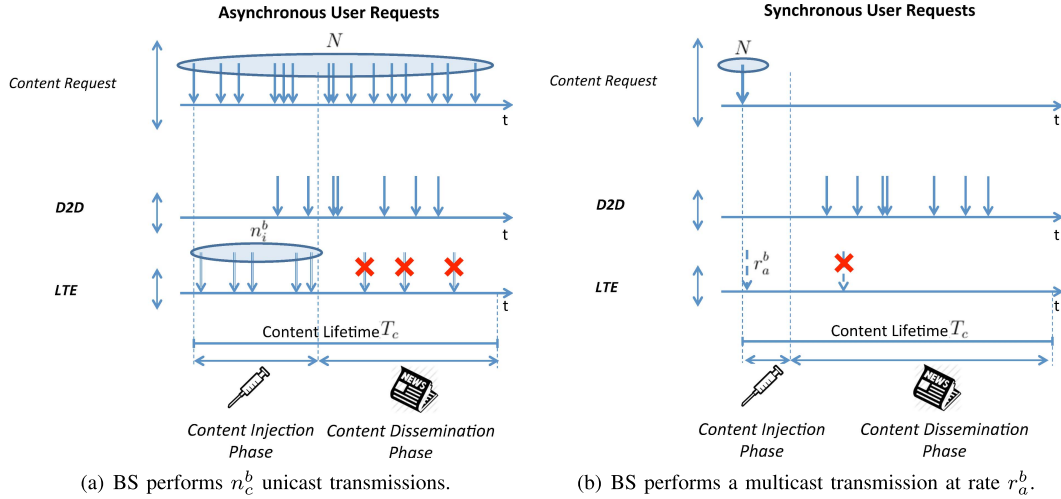 Asynchronous User Requests
N
Content Request
t
D2D
t
n_i^b
LTE
t
Content Lifetime T_c
NEWS
Content Injection
Phase
Content Dissemination
Phase
(a) BS performs n_c^b unicast transmissions.
Synchronous User Requests
N
Content Request
t
D2D
t
r_a^b
LTE
t
Content Lifetime T_c
NEWS
Content Injection
Phase
Content Dissemination
Phase
(b) BS performs a multicast transmission at rate r_a^b.